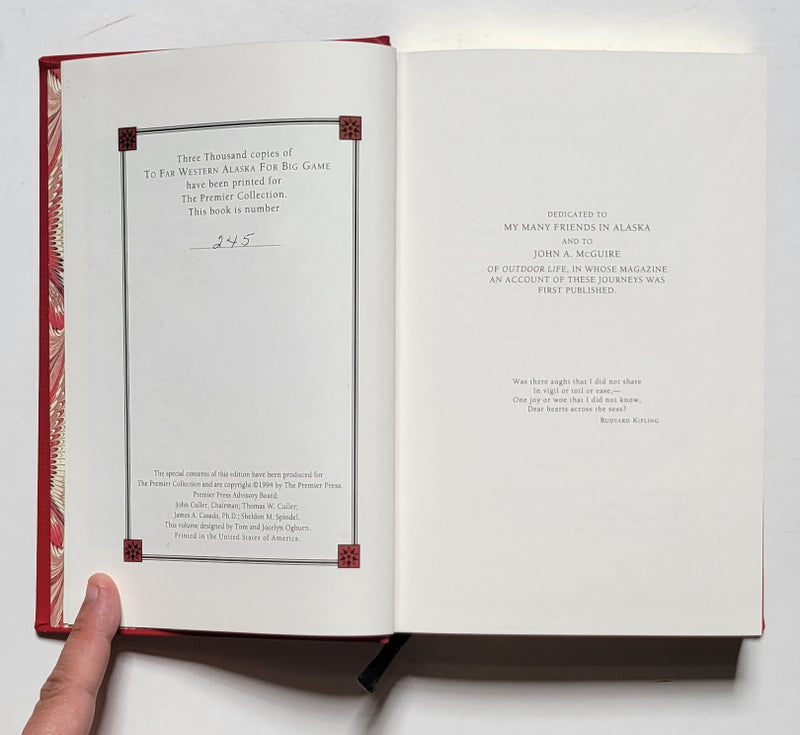 Three Thousand copies of
TO FAR WESTERN ALASKA FOR BIG GAME
have been printed for
The Premier Collection.
This book is number
245
The special contents of this edition have been produced for
The Premier Collection and are copyright ©1994 by The Premier Press.
Premier Press Advisory Board:
John Culler, Chairman; Thomas W. Culler;
James A. Casada, Ph.D.; Sheldon M. Spindel.
This volume designed by Tom and Jocelyn Ogburn.
Printed in the United States of America.
DEDICATED TO
MY MANY FRIENDS IN ALASKA
AND TO
JOHN A. McGUIRE
OF OUTDOOR LIFE, IN WHOSE MAGAZINE
AN ACCOUNT OF THESE JOURNEYS WAS
FIRST PUBLISHED.
Was there aught that I did not share
In vigil or toil or ease,—
One joy or woe that I did not know,
Dear hearts across the seas?
RUDYARD KIPLING